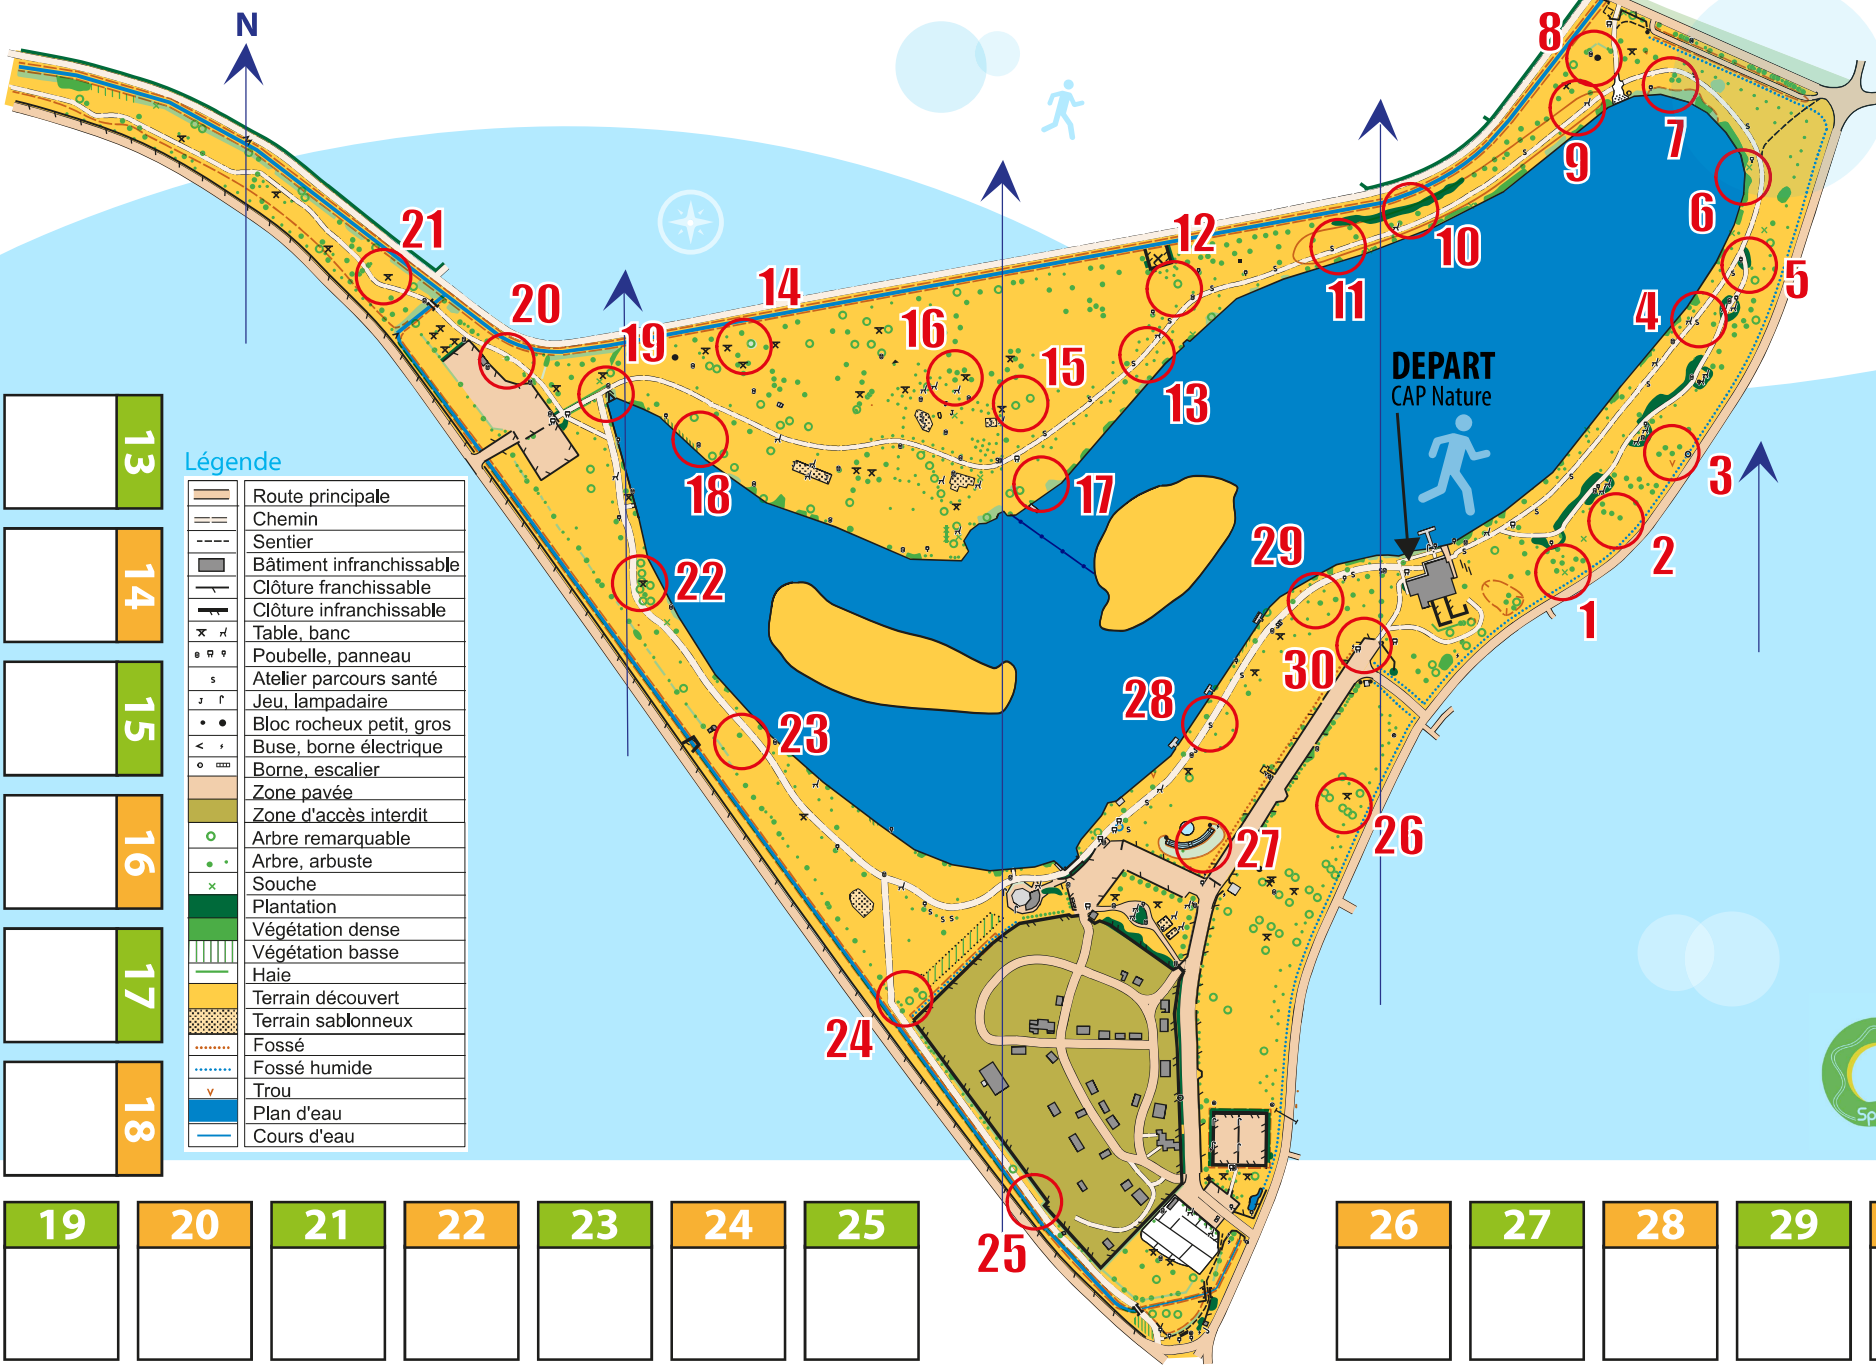 N
8
7
9
6
21
12
10
5
20
14
11
4
19
16
15
13
DEPART
CAP Nature
18
17
3
29
2
22
1
30
28
23
27
26
24
25
Légende
Route principale
Chemin
Sentier
Bâtiment infranchissable
Clôture franchissable
Clôture infranchissable
Table, banc
Poubelle, panneau
Atelier parcours santé
Jeu, lampadaire
Bloc rocheux petit, gros
Buse, borne électrique
Borne, escalier
Zone pavée
Zone d'accès interdit
Arbre remarquable
Arbre, arbuste
Souche
Plantation
Végétation dense
Végétation basse
Haie
Terrain découvert
Terrain sablonneux
Fossé
Fossé humide
Trou
Plan d'eau
Cours d'eau
13
14
15
16
17
18
19 20 21 22 23 24 25 26 27 28 29